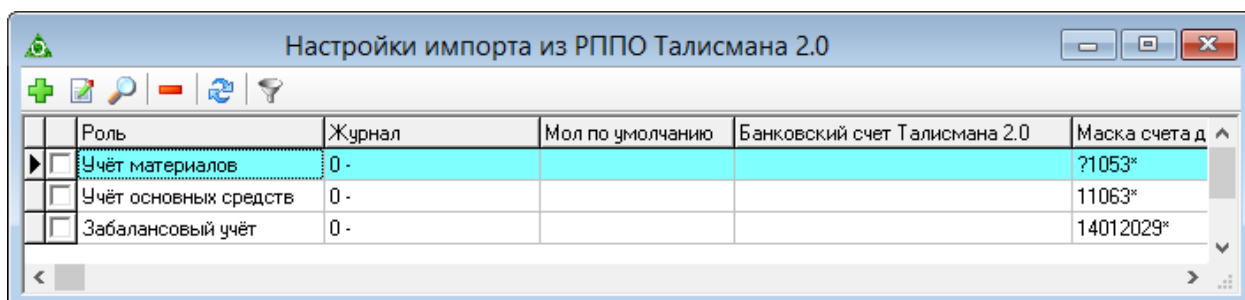 Настройки импорта из РППО Талисмана 2.0
Роль Журнал Мол по умолчанию Банковский счет Талисмана 2.0 Маска счета д
Учёт материалов 0 - ?1053*
Учёт основных средств 0 - 11063*
Забалансовый учёт 0 - 14012029*